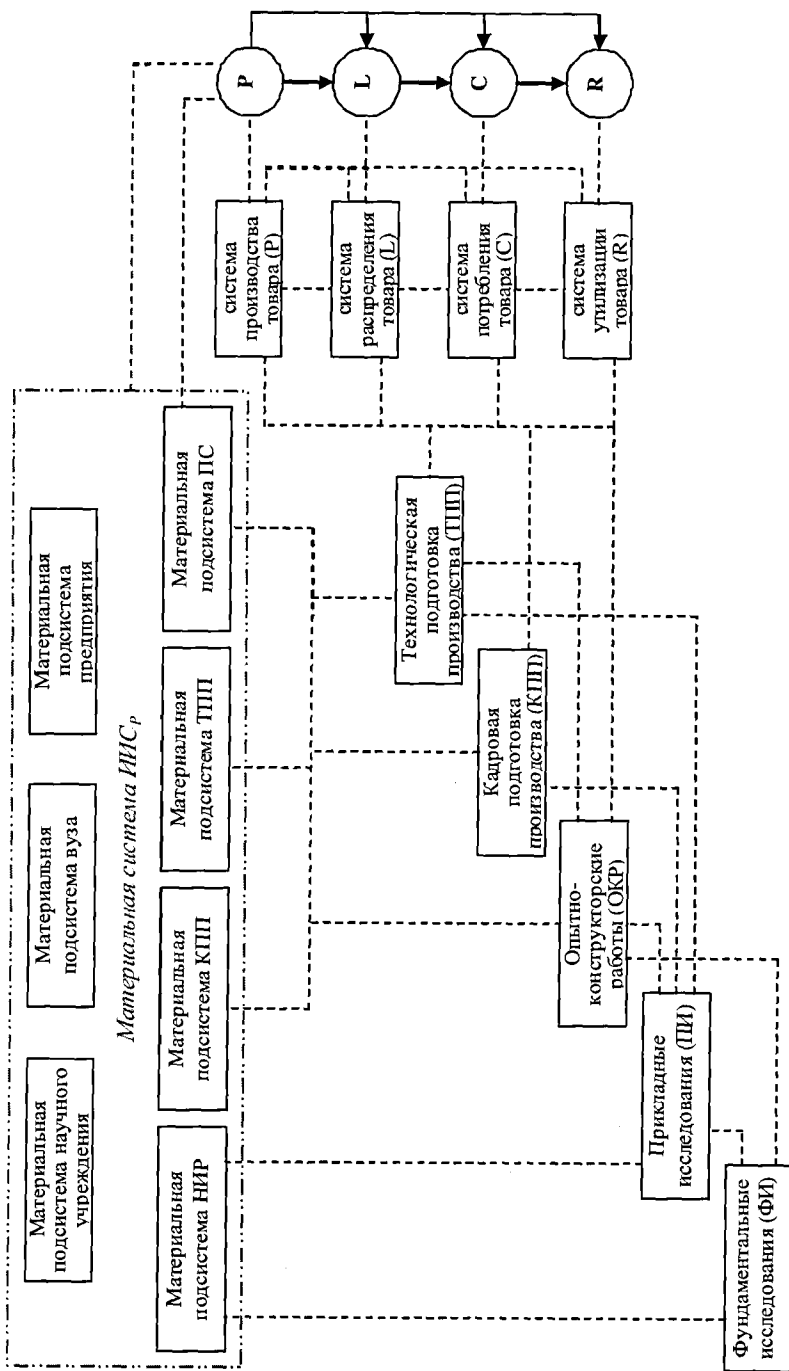 Материальная
подсистема научного
учреждения
Материальная
подсистема вуза
Материальная
подсистема
предприятия
Материальная система ИИСР
Материальная
подсистема НИР
Материальная
подсистема КПП
Материальная
подсистема ТПП
Материальная
подсистема ПС
система
производства
товара (P)
P
система
распределения
товара (L)
L
система
потребления
товара (C)
C
система
утилизации
товара (R)
R
Технологическая
подготовка
производства (ТПП)
Кадровая
подготовка
производства (КПП)
Опытно-
конструкторские
работы (ОКР)
Прикладные
исследования (ПИ)
Фундаментальные
исследования (ФИ)